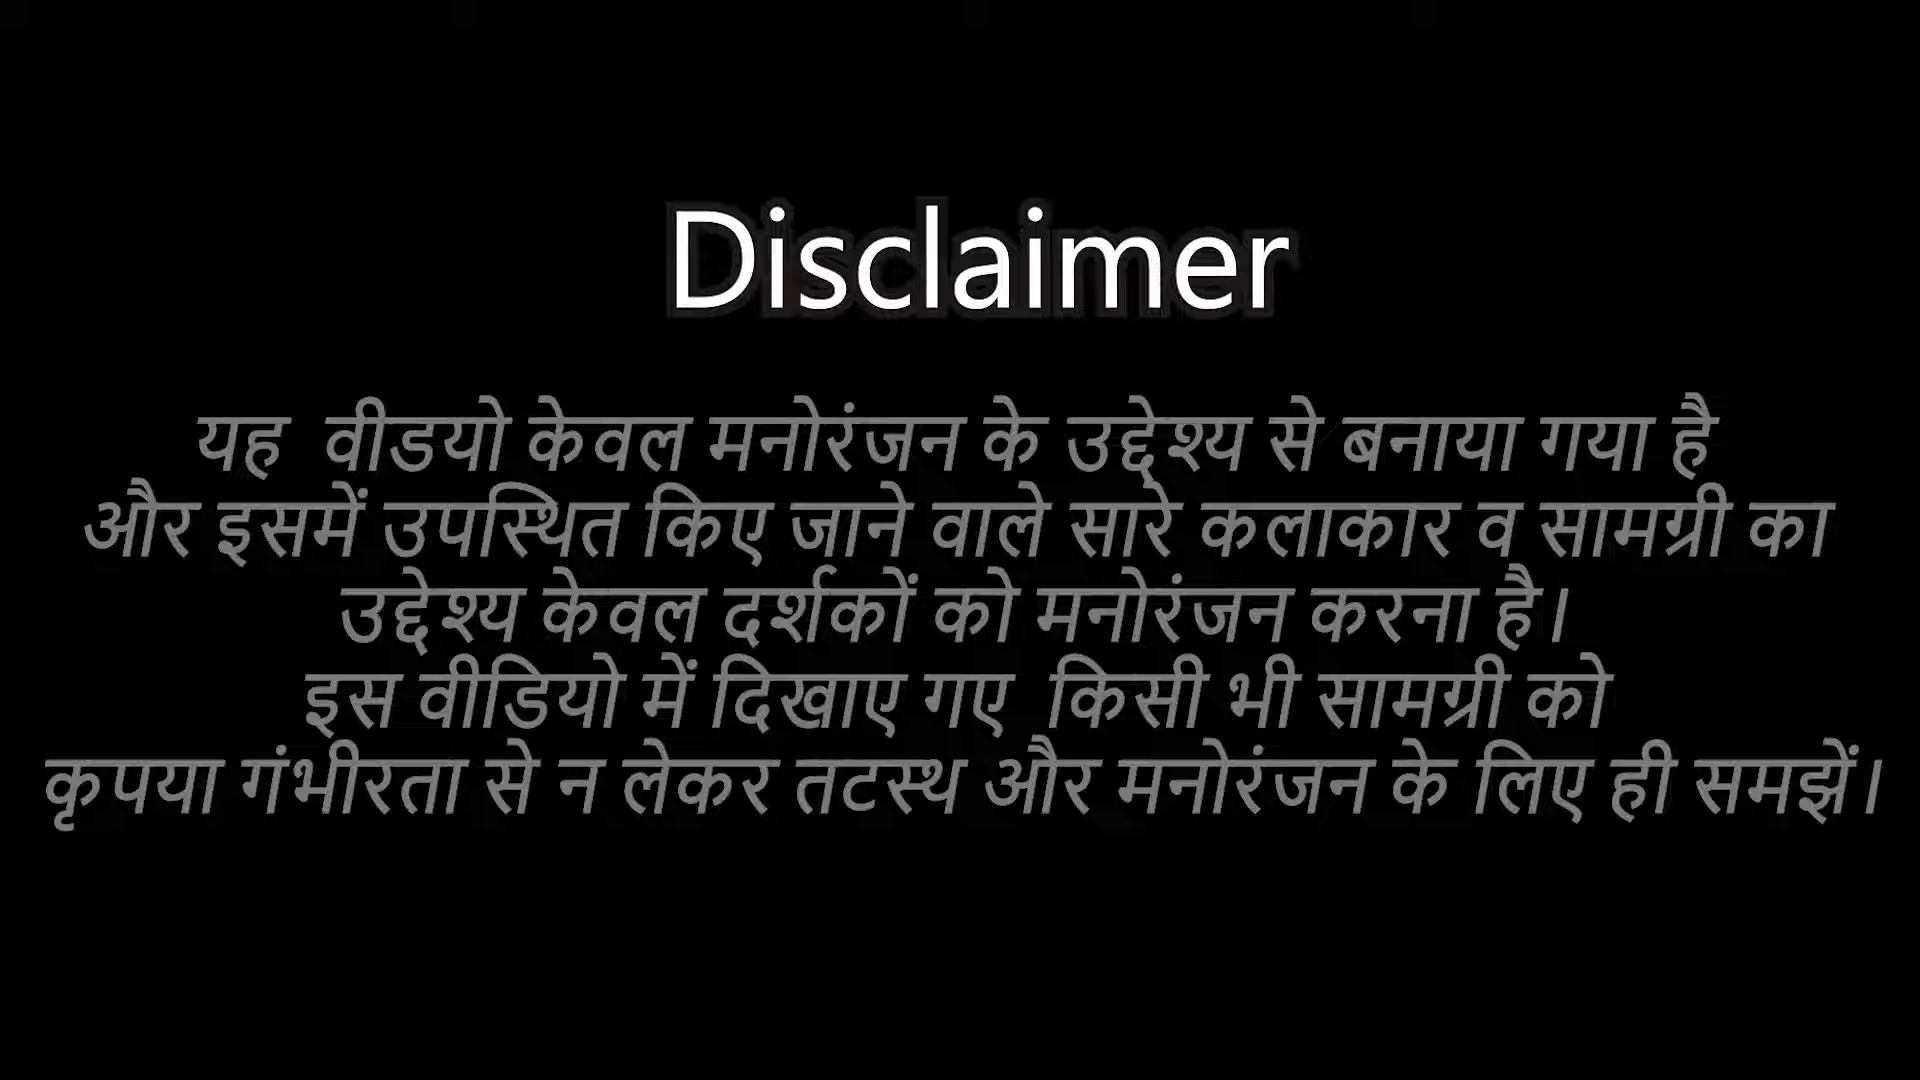 Disclaimer
यह वीडयो केवल मनोरंजन के उद्देश्य से बनाया गया है
और इसमें उपस्थित किए जाने वाले सारे कलाकार व सामग्री का
उद्देश्य केवल दर्शकों को मनोरंजन करना है।
इस वीडियो में दिखाए गए किसी भी सामग्री को
कृपया गंभीरता से न लेकर तटस्थ और मनोरंजन के लिए ही समझें।